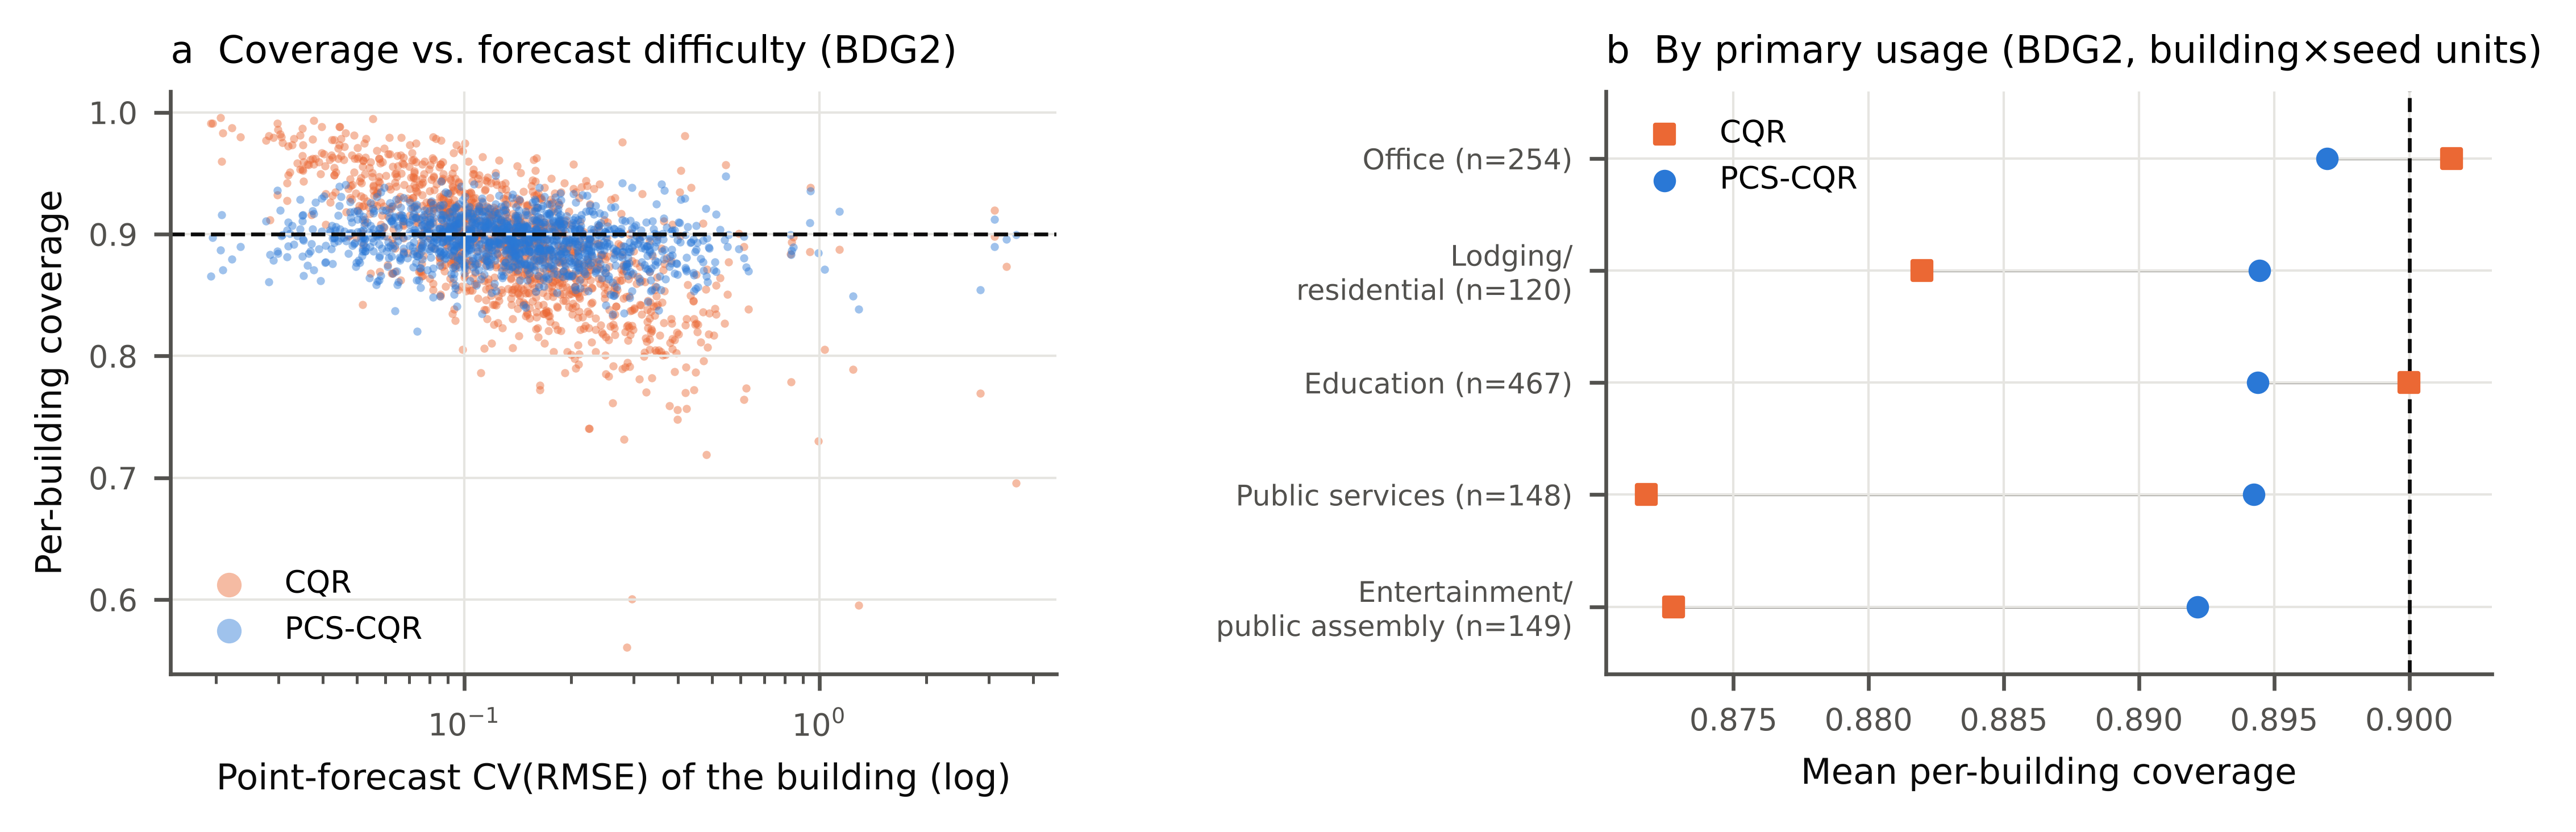 a Coverage vs. forecast difficulty (BDG2)
Per-building coverage
1.0
0.9
0.8
0.7
0.6
CQR
PCS-CQR
10⁻¹
10⁰
Point-forecast CV(RMSE) of the building (log)
b By primary usage (BDG2, building×seed units)
CQR
PCS-CQR
Office (n=254)
Lodging/
residential (n=120)
Education (n=467)
Public services (n=148)
Entertainment/
public assembly (n=149)
0.875 0.880 0.885 0.890 0.895 0.900
Mean per-building coverage